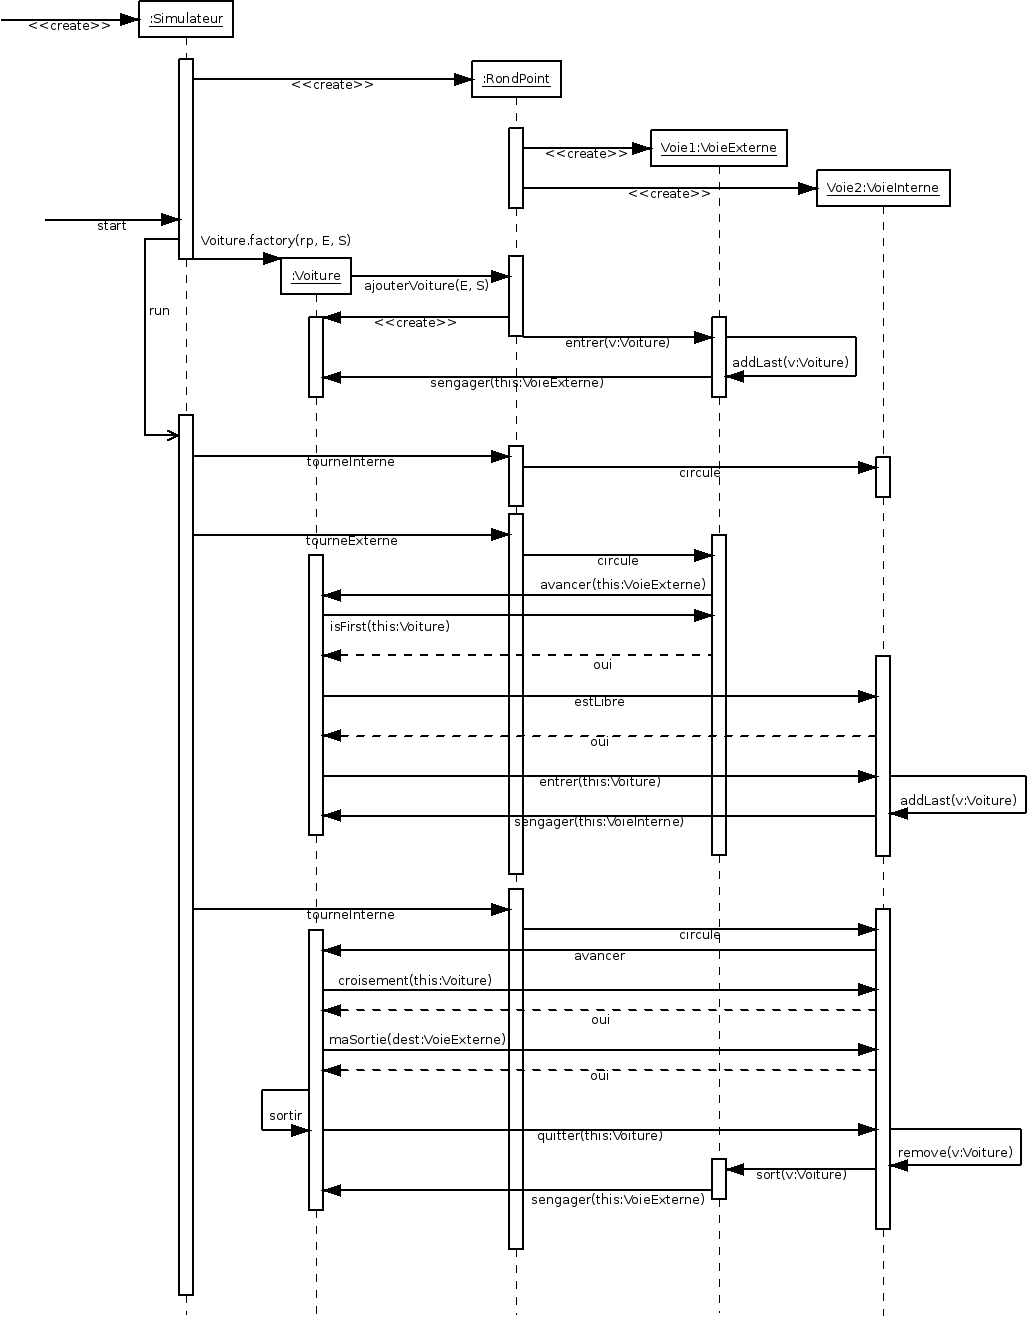 :Simulateur
<<create>>
:RondPoint
<<create>>
Voie1:VoieExterne
<<create>>
Voie2:VoieInterne
<<create>>
start
Voiture.factory(rp, E, S)
:Voiture
ajouterVoiture(E, S)
run
<<create>>
entrer(v:Voiture)
addLast(v:Voiture)
sengager(this:VoieExterne)
tourneInterne
circule
tourneExterne
circule
avancer(this:VoieExterne)
isFirst(this:Voiture)
oui
estLibre
oui
entrer(this:Voiture)
addLast(v:Voiture)
sengager(this:VoieInterne)
tourneInterne
circule
avancer
croisement(this:Voiture)
oui
maSortie(dest:VoieExterne)
oui
sortir
quitter(this:Voiture)
remove(v:Voiture)
sort(v:Voiture)
sengager(this:VoieExterne)